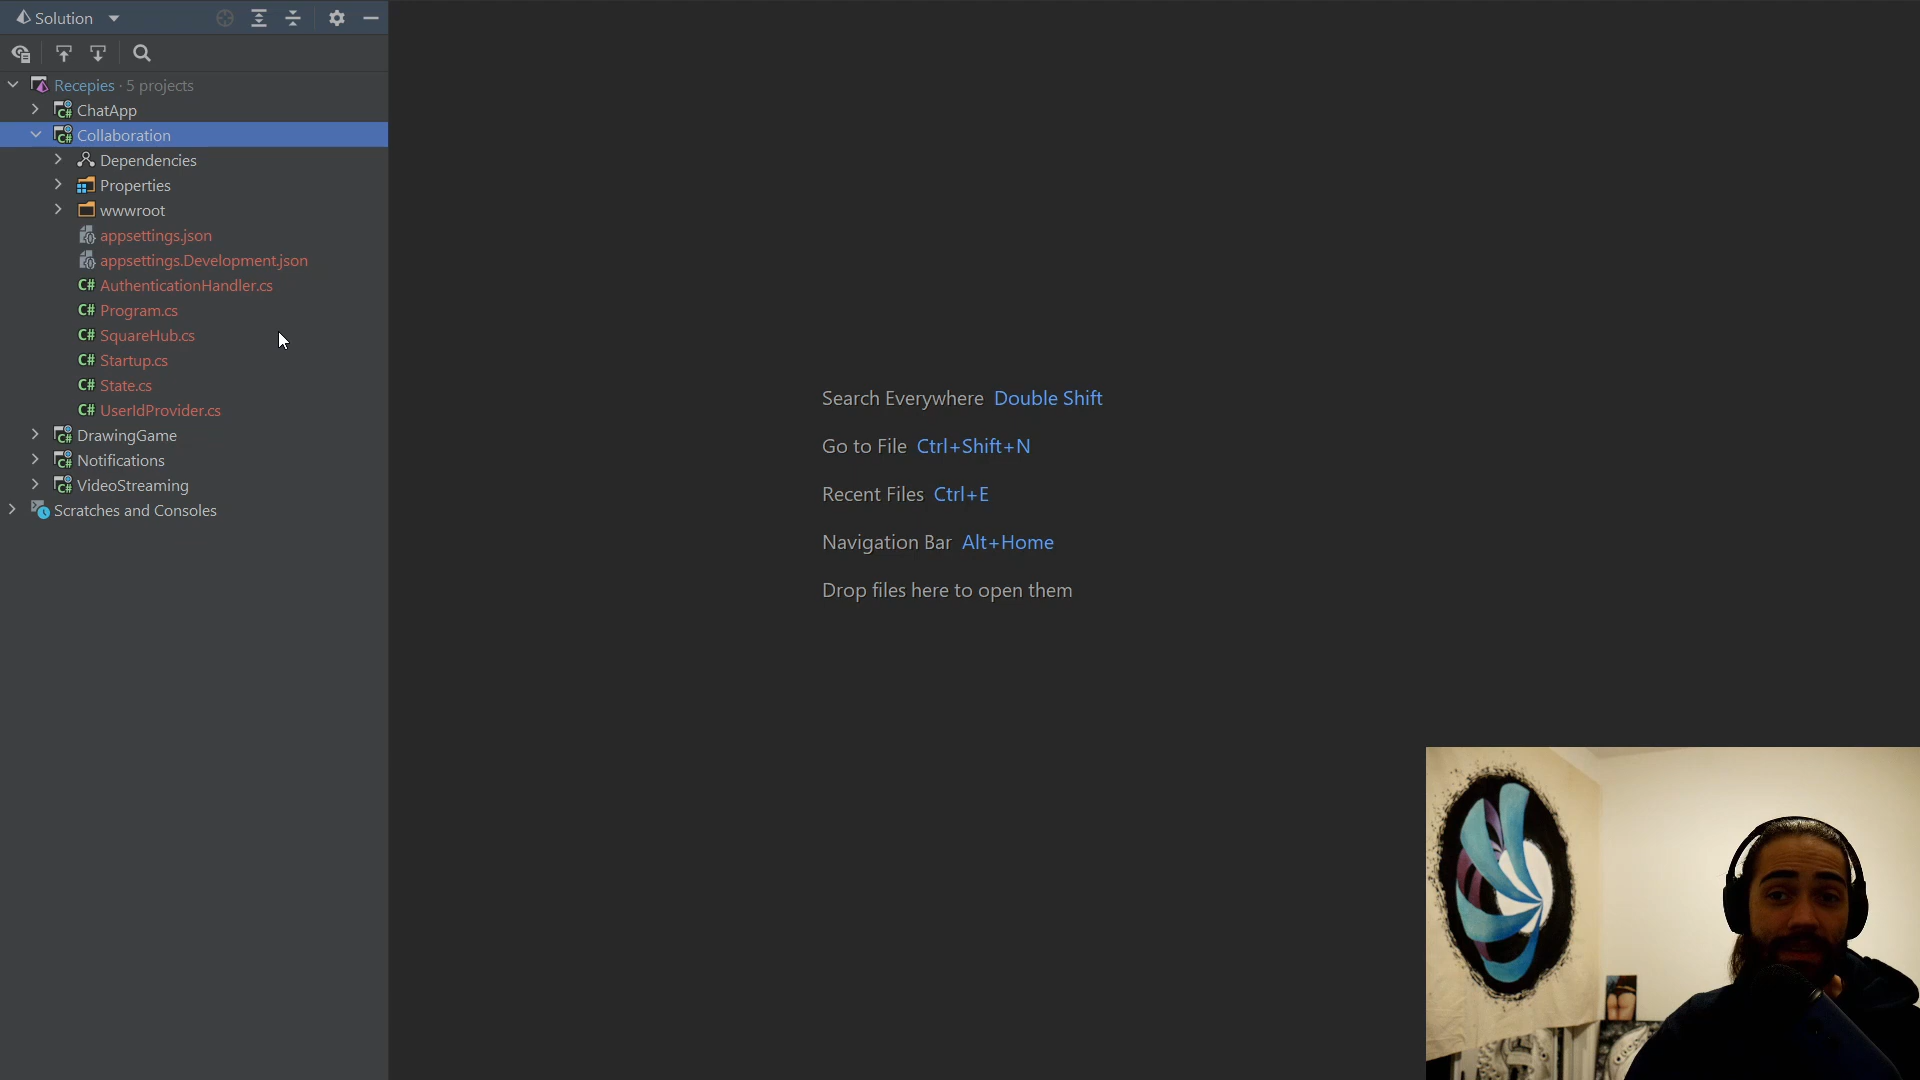 Solution
Recepies · 5 projects
ChatApp
C# Collaboration
Dependencies
Properties
wwwroot
appsettings.json
appsettings.Development.json
C# AuthenticationHandler.cs
C# Program.cs
C# SquareHub.cs
C# Startup.cs
C# State.cs
C# UserIdProvider.cs
C# DrawingGame
C# Notifications
C# VideoStreaming
Scratches and Consoles
Search Everywhere Double Shift
Go to File Ctrl+Shift+N
Recent Files Ctrl+E
Navigation Bar Alt+Home
Drop files here to open them